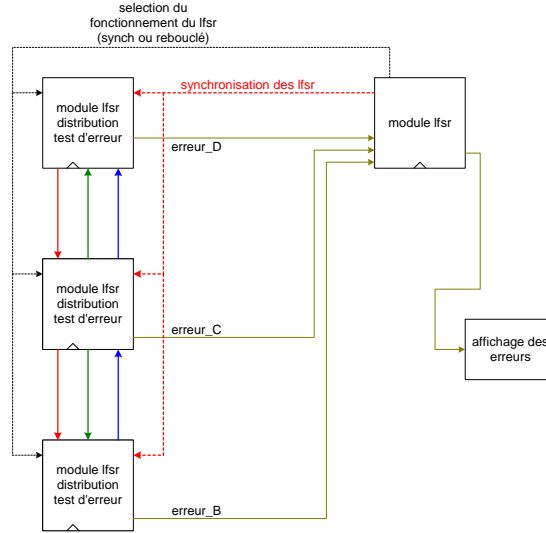 selection du
fonctionnement du lfsr
(synch ou rebouclé)
synchronisation des lfsr
module lfsr
distribution
test d'erreur
module lfsr
erreur_D
module lfsr
distribution
test d'erreur
erreur_C
affichage des
erreurs
module lfsr
distribution
test d'erreur
erreur_B